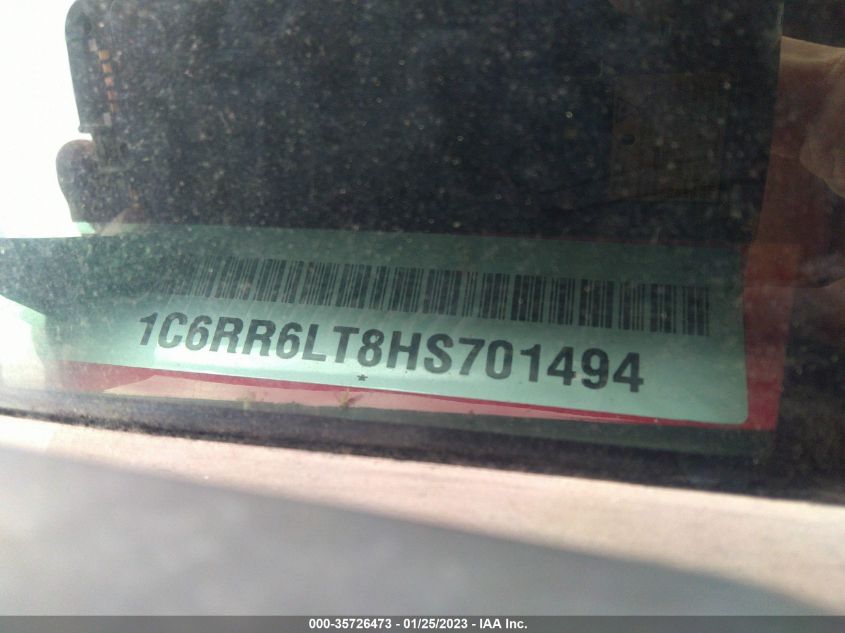 1C6RR6LT8HS701494
000-35726473 — 01/25/2023 — IAA Inc.